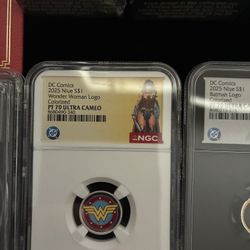 DC Comics
2025 Niue S$1
Wonder Woman Logo
Colorized
PF 70 ULTRA CAMEO
NGC
DC Comics
2025 Niue S$1
Batman Logo
Colorized